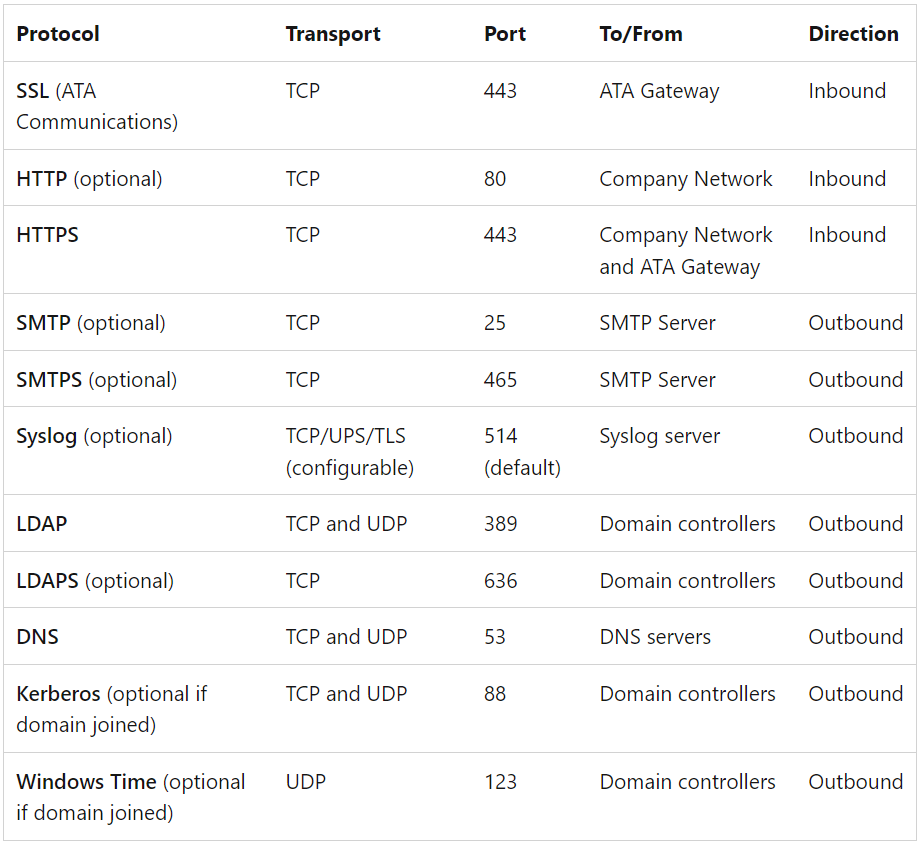 Protocol Transport Port To/From Direction
SSL (ATA TCP 443 ATA Gateway Inbound
Communications)
HTTP (optional) TCP 80 Company Network Inbound
HTTPS TCP 443 Company Network Inbound
and ATA Gateway
SMTP (optional) TCP 25 SMTP Server Outbound
SMTPS (optional) TCP 465 SMTP Server Outbound
Syslog (optional) TCP/UPS/TLS 514 Syslog server Outbound
(configurable) (default)
LDAP TCP and UDP 389 Domain controllers Outbound
LDAPS (optional) TCP 636 Domain controllers Outbound
DNS TCP and UDP 53 DNS servers Outbound
Kerberos (optional if TCP and UDP 88 Domain controllers Outbound
domain joined)
Windows Time (optional UDP 123 Domain controllers Outbound
if domain joined)